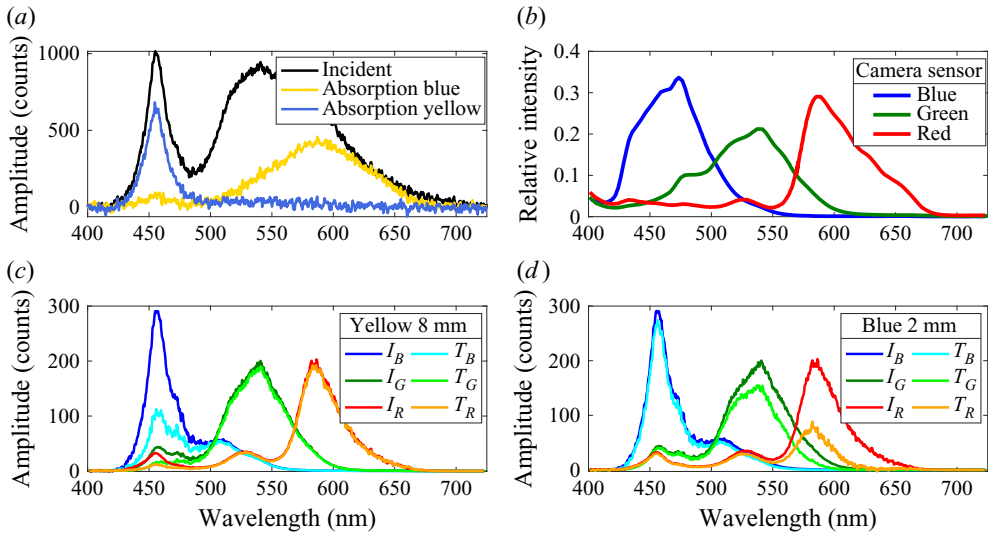 (a)
Amplitude (counts)
1000
500
0
Incident
Absorption blue
Absorption yellow
400 450 500 550 600 650 700
(b)
Relative intensity
0.4
0.3
0.2
0.1
0
Camera sensor
Blue
Green
Red
400 450 500 550 600 650 700
(c)
Amplitude (counts)
300
200
100
0
Yellow 8 mm
I_B T_B
I_G T_G
I_R T_R
400 450 500 550 600 650 700
Wavelength (nm)
(d)
Amplitude (counts)
300
200
100
0
Blue 2 mm
I_B T_B
I_G T_G
I_R T_R
400 450 500 550 600 650 700
Wavelength (nm)